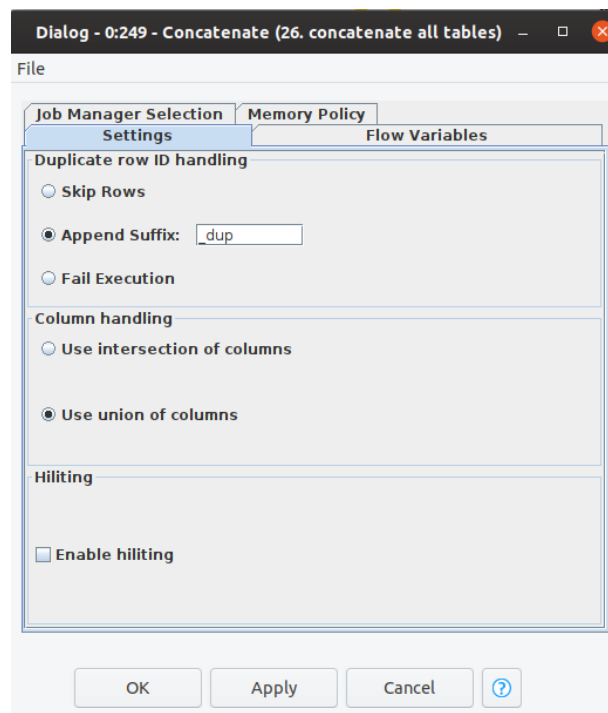 Dialog - 0:249 - Concatenate (26. concatenate all tables)
File
Job Manager Selection Memory Policy
Settings Flow Variables
Duplicate row ID handling
Skip Rows
Append Suffix: _dup
Fail Execution
Column handling
Use intersection of columns
Use union of columns
Hiliting
Enable hiliting
OK Apply Cancel ?